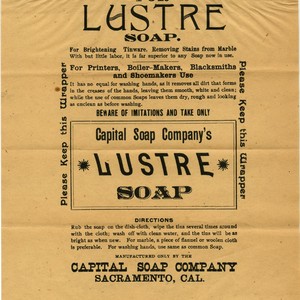 LUSTRE
SOAP.
For Brightening Tinware, Removing Stains from Marble
With but little labor, it is far superior to any Soap now in use.
For Printers, Boiler-Makers, Blacksmiths
and Shoemakers Use
It has no equal for washing hands, as it removes all dirt that forms
in the creases of the hands, leaving them smooth, white and clean;
while the use of common Soaps leaves them dry, rough and looking
as unclean as before washing.
BEWARE OF IMITATIONS AND TAKE ONLY
Please Keep this Wrapper
Please Keep this Wrapper
Capital Soap Company's
LUSTRE
SOAP
DIRECTIONS
Rub the soap on the dish-cloth, wipe the tins several times around
with the cloth; wash off with clean water, and the tins will be as
bright as when new. For marble, a piece of flannel or woolen cloth
is preferable. For washing hands, use same as common Soap.
MANUFACTURED ONLY BY THE
CAPITAL SOAP COMPANY
SACRAMENTO, CAL.